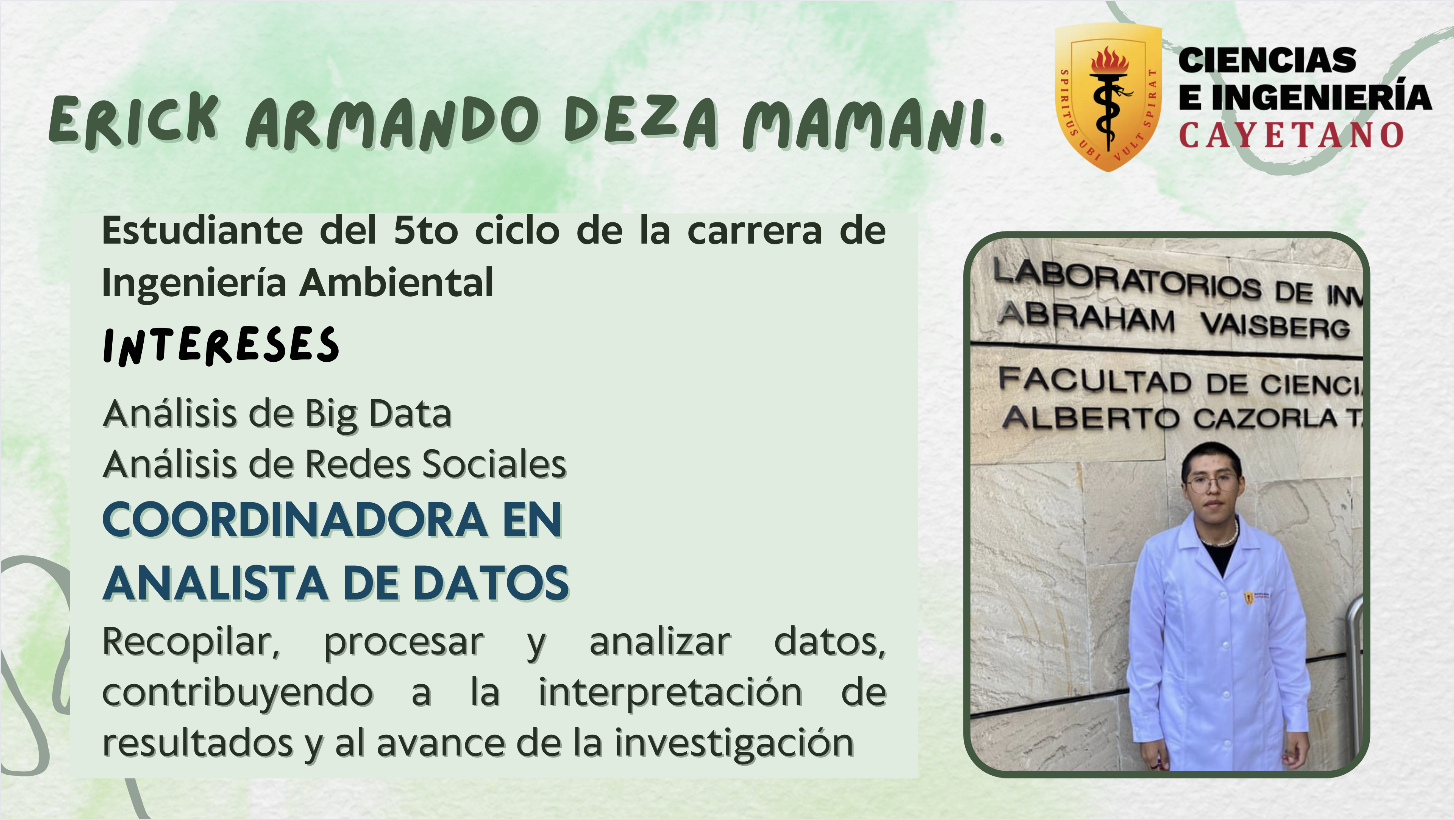 ERICK ARMANDO DEZA MAMANI.
SPIRITUS UBI VULT SPIRAT
CIENCIAS
E INGENIERÍA
CAYETANO
Estudiante del 5to ciclo de la carrera de
Ingeniería Ambiental
INTERESES
Análisis de Big Data
Análisis de Redes Sociales
COORDINADORA EN
ANALISTA DE DATOS
Recopilar, procesar y analizar datos,
contribuyendo a la interpretación de
resultados y al avance de la investigación
LABORATORIOS DE INV
ABRAHAM VAISBERG
FACULTAD DE CIENCI
ALBERTO CAZORLA T